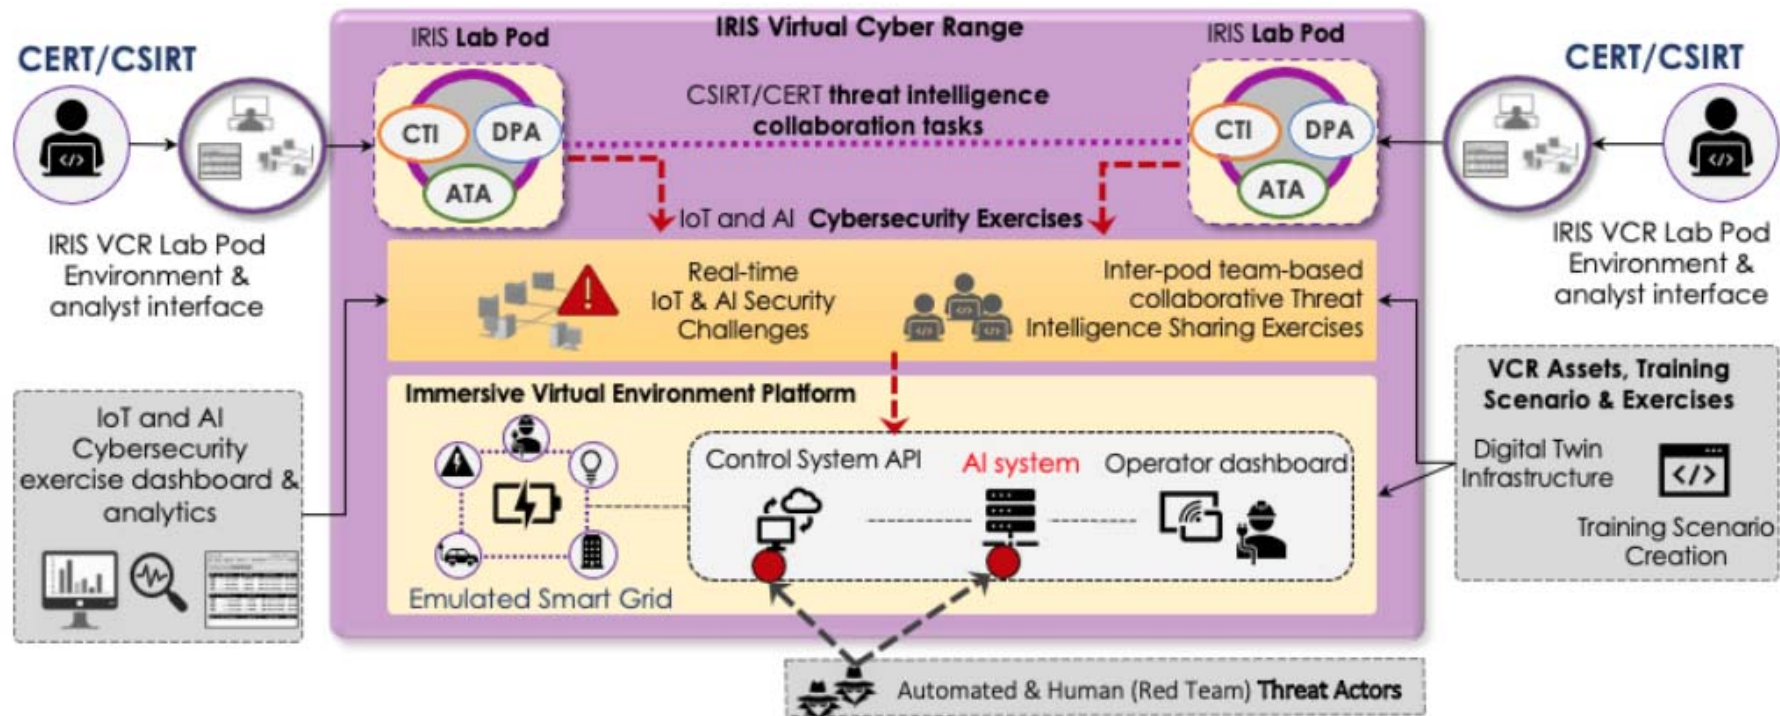 IRIS Virtual Cyber Range
CERT/CSIRT
IRIS Lab Pod
CTI
DPA
ATA
CSIRT/CERT threat intelligence
collaboration tasks
IRIS Lab Pod
CTI
DPA
ATA
CERT/CSIRT
IRIS VCR Lab Pod
Environment &
analyst interface
IRIS VCR Lab Pod
Environment &
analyst interface
IoT and AI Cybersecurity Exercises
Real-time
IoT & AI Security
Challenges
Inter-pod team-based
collaborative Threat
Intelligence Sharing Exercises
IoT and AI
Cybersecurity
exercise dashboard &
analytics
Immersive Virtual Environment Platform
Emulated Smart Grid
Control System API
AI system
Operator dashboard
VCR Assets, Training
Scenario & Exercises
Digital Twin
Infrastructure
</>
Training Scenario
Creation
Automated & Human (Red Team) Threat Actors